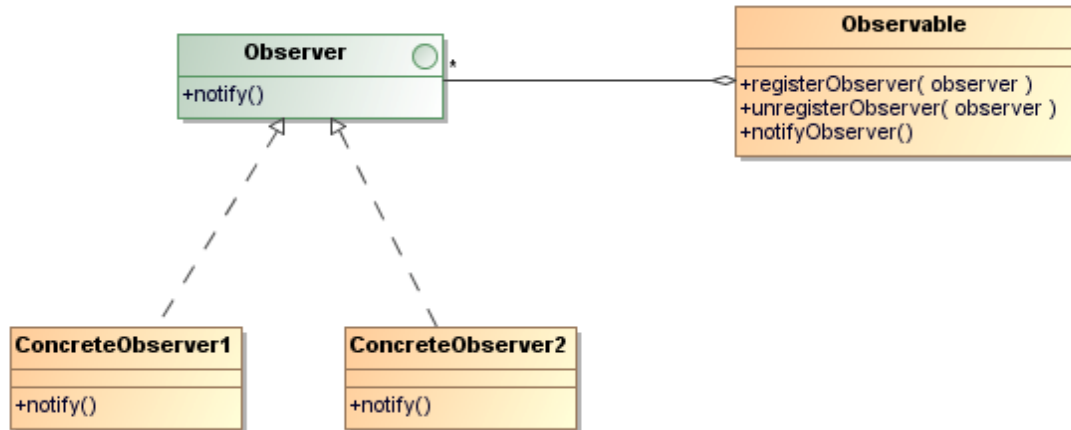 Observer
+notify()
*
Observable
+registerObserver( observer )
+unregisterObserver( observer )
+notifyObserver()
ConcreteObserver1
+notify()
ConcreteObserver2
+notify()